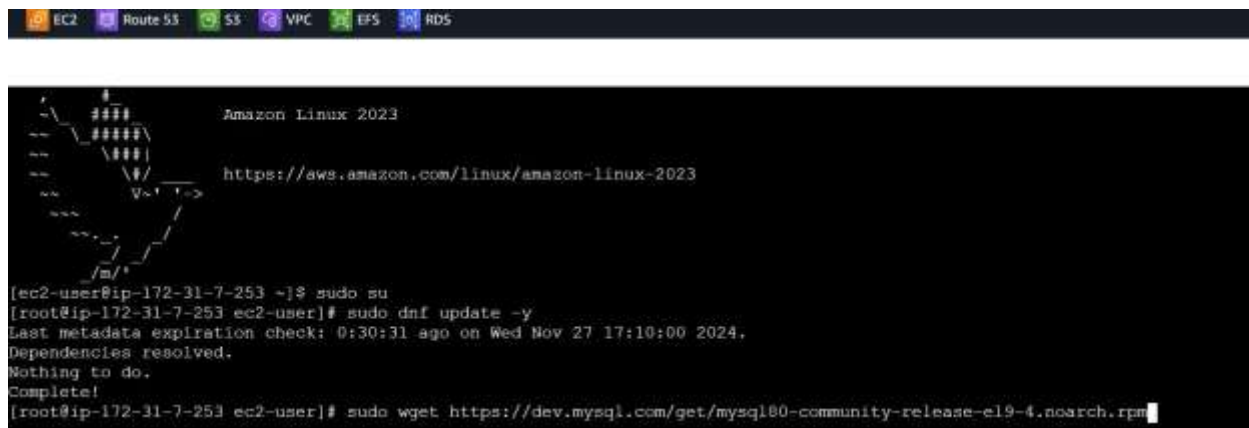 EC2 Route 53 S3 VPC EFS RDS
Amazon Linux 2023
https://aws.amazon.com/linux/amazon-linux-2023
[ec2-user@ip-172-31-7-253 ~]$ sudo su
[root@ip-172-31-7-253 ec2-user]# sudo dnf update -y
Last metadata expiration check: 0:30:31 ago on Wed Nov 27 17:10:00 2024.
Dependencies resolved.
Nothing to do.
Complete!
[root@ip-172-31-7-253 ec2-user]# sudo wget https://dev.mysql.com/get/mysql80-community-release-el9-4.noarch.rpm